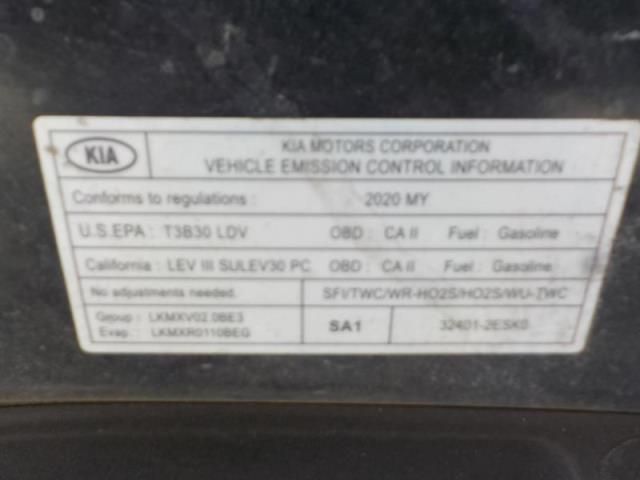 KIA KIA MOTORS CORPORATION
VEHICLE EMISSION CONTROL INFORMATION
Conforms to regulations : 2020 MY
U.S.EPA : T3B30 LDV OBD : CA II Fuel : Gasoline
California : LEV III SULEV30 PC OBD : CA II Fuel : Gasoline
No adjustments needed. SFI/TWC/WR-HO2S/HO2S/WU-TWC
Group : LKMXV02.0BE3 SA1 32401-2ESK0
Evap. : LKMXR0110BEG